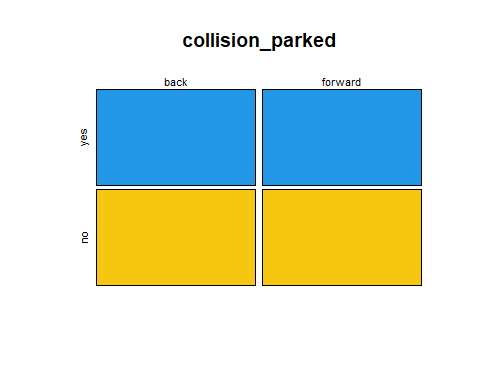 collision_parked
back forward
yes
no